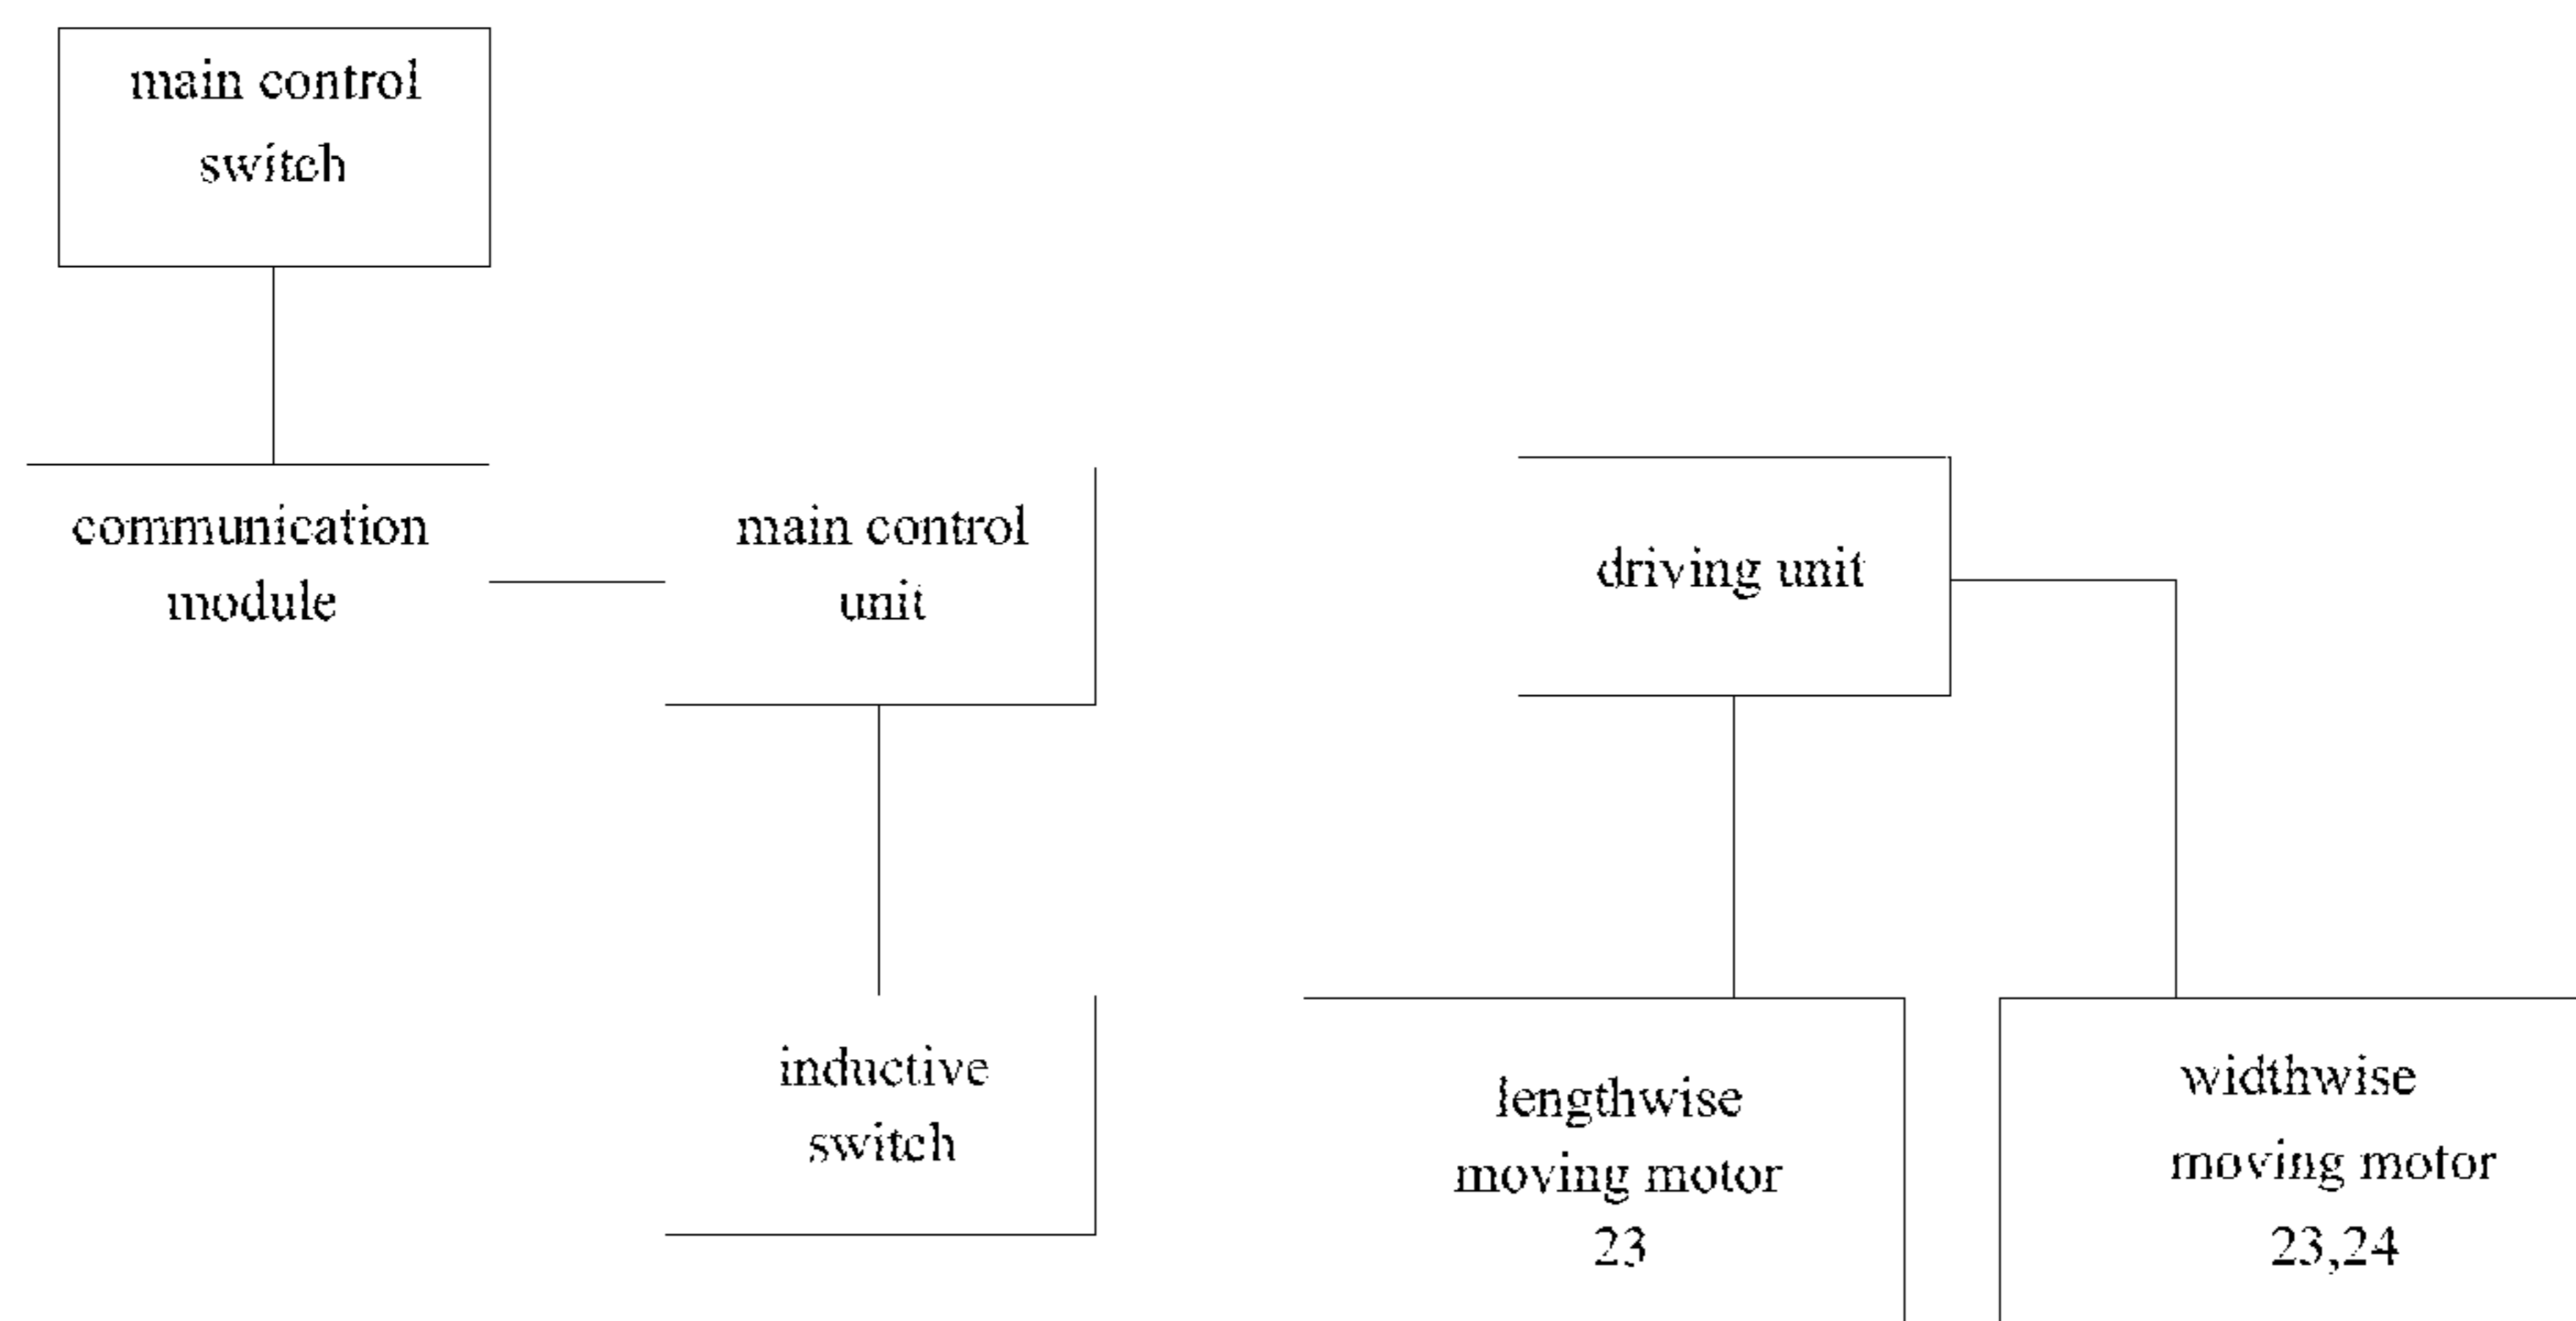 main control
switch
communication
module
main control
unit
driving unit
inductive
switch
lengthwise
moving motor
23
widthwise
moving motor
23,24